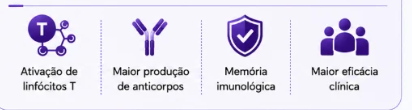 T
Ativação de
linfócitos T
Maior produção
de anticorpos
Memória
imunológica
Maior eficácia
clínica